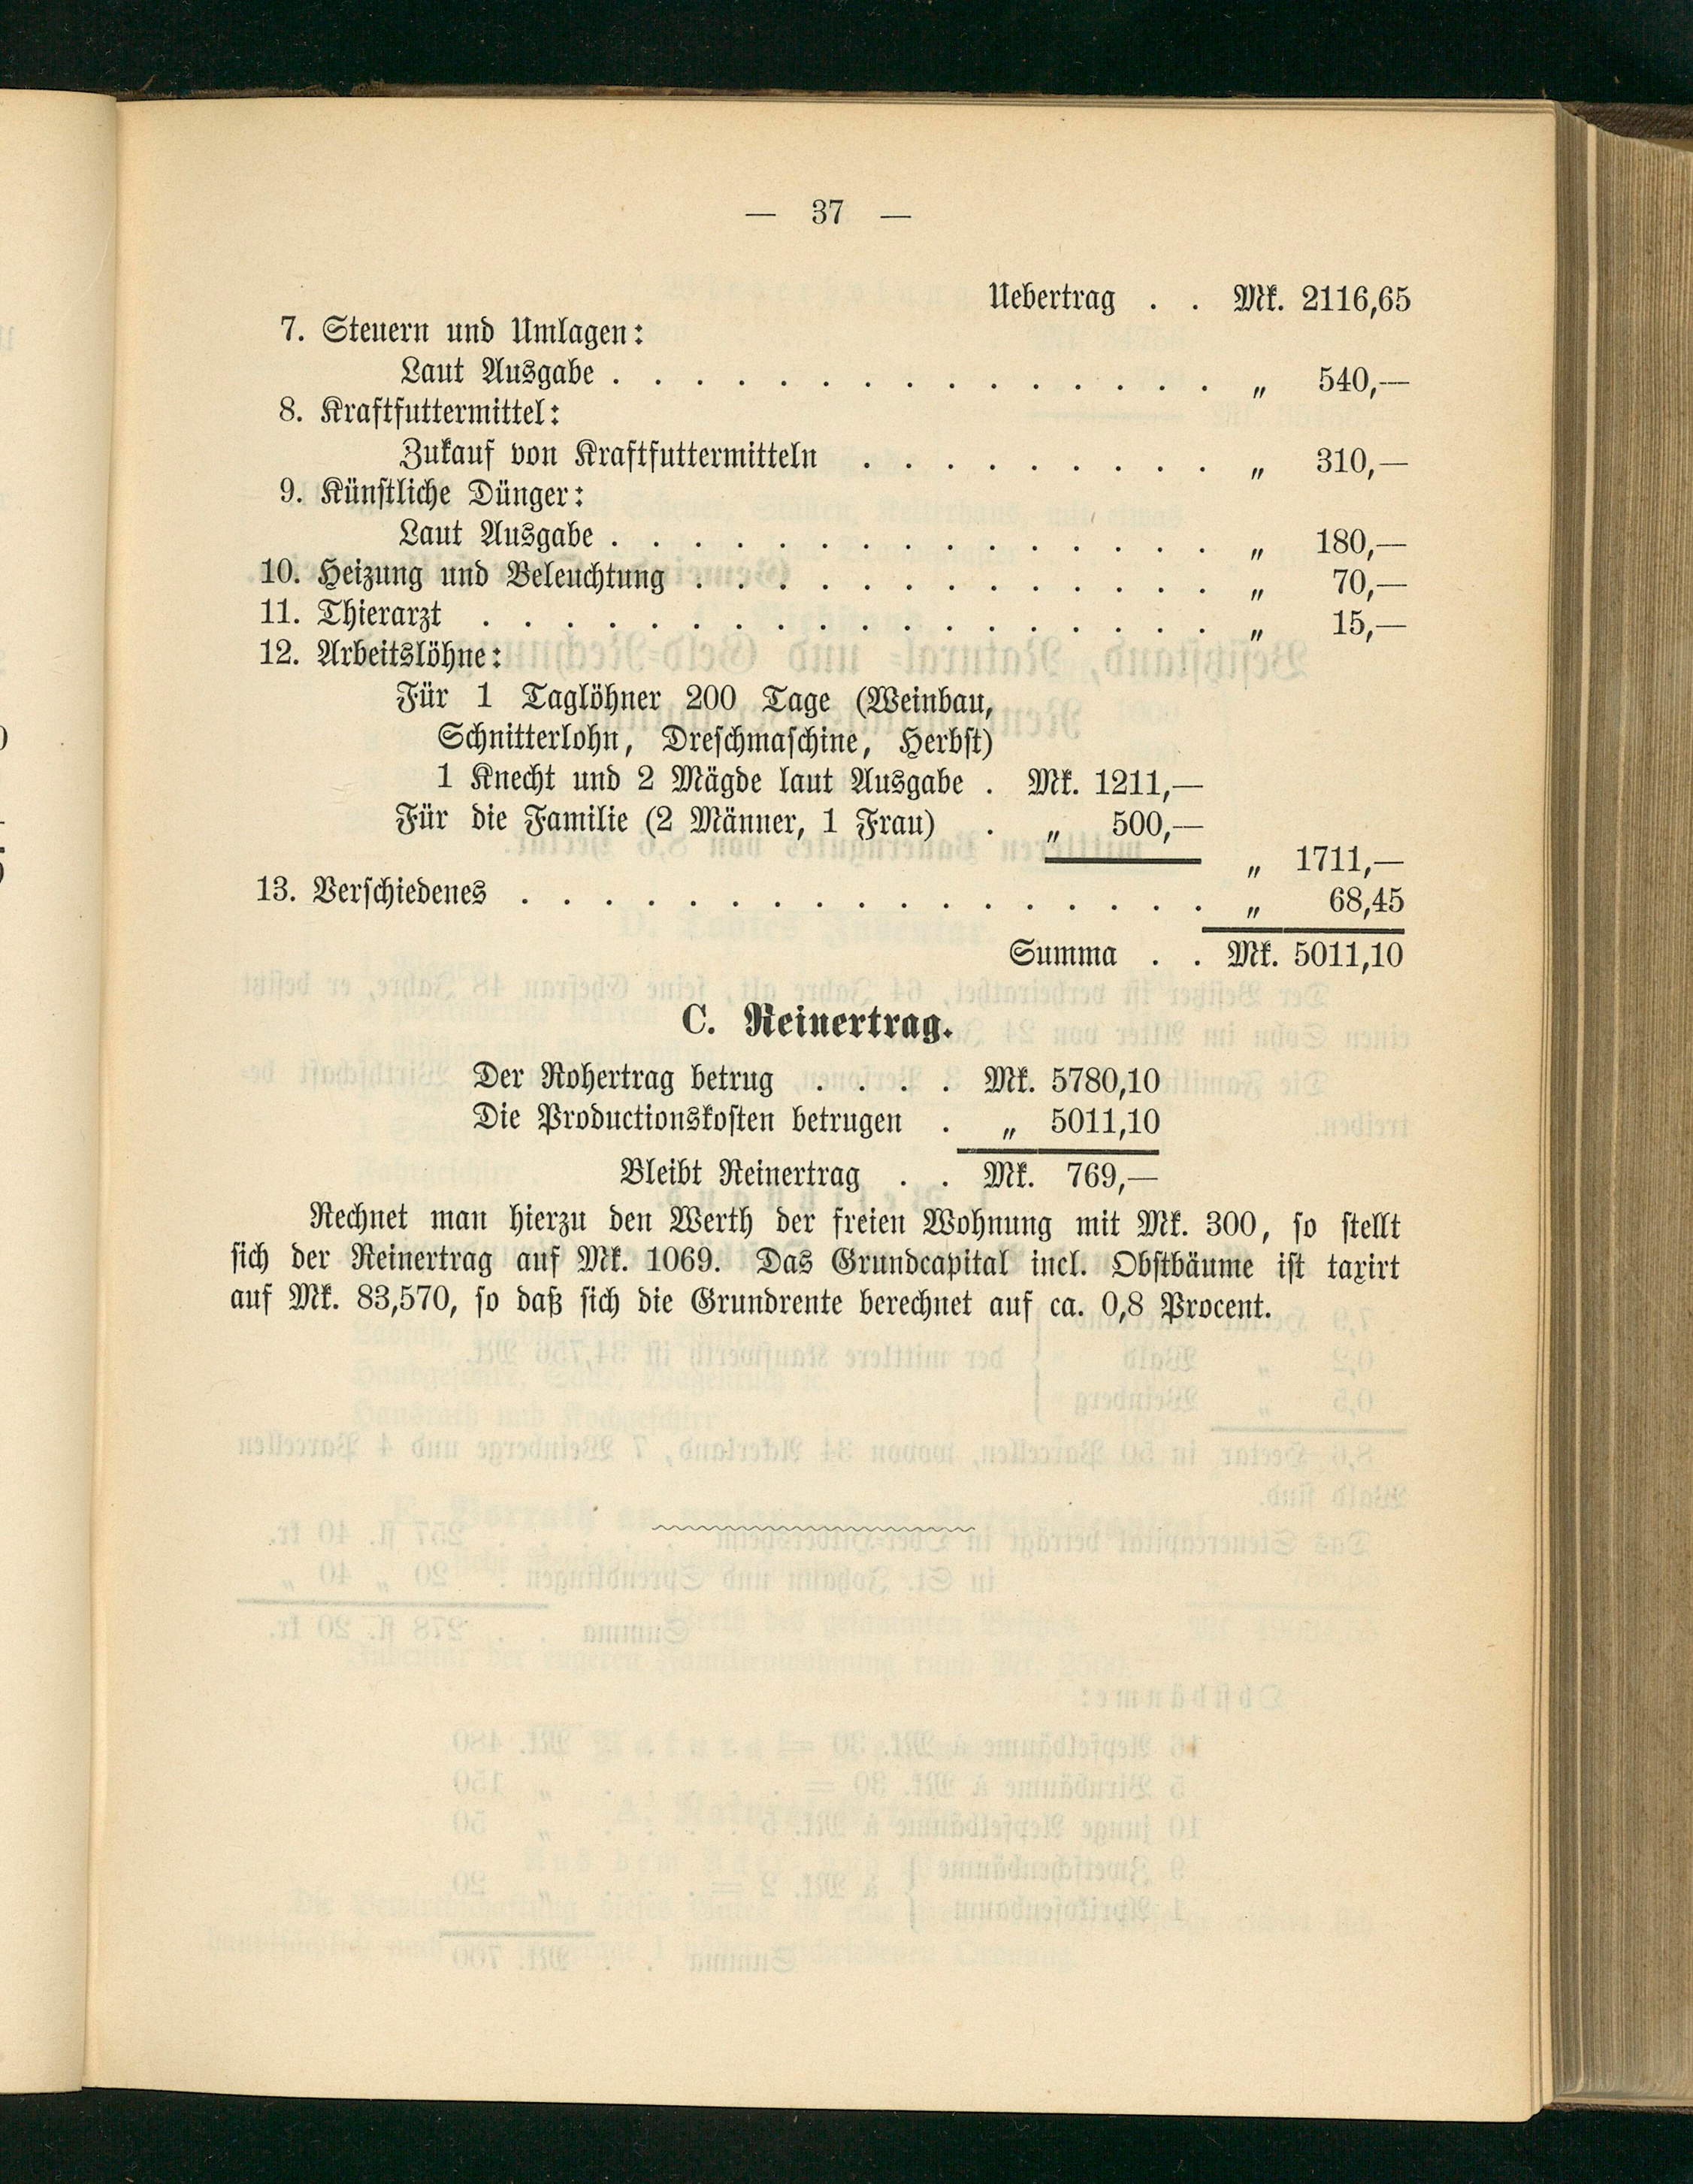 — 37 —
Uebertrag . . Mk. 2116,65
7. Steuern und Umlagen:
Laut Ausgabe . . . . . . . . . . . . . . . „ 540,—
8. Kraftfuttermittel:
Zukauf von Kraftfuttermitteln . . . . . . . . . „ 310,—
9. Künstliche Dünger:
Laut Ausgabe . . . . . . . . . . . . . . . „ 180,—
10. Heizung und Beleuchtung . . . . . . . . . . . . . „ 70,—
11. Thierarzt . . . . . . . . . . . . . . . . . . „ 15,—
12. Arbeitslöhne:
Für 1 Taglöhner 200 Tage (Weinbau,
Schnitterlohn, Dreschmaschine, Herbst)
1 Knecht und 2 Mägde laut Ausgabe . Mk. 1211,—
Für die Familie (2 Männer, 1 Frau) . „ 500,—
„ 1711,—
13. Verschiedenes . . . . . . . . . . . . . . . . . „ 68,45
Summa . . Mk. 5011,10
C. Reinertrag.
Der Rohertrag betrug . . . . Mk. 5780,10
Die Productionskosten betrugen . „ 5011,10
Bleibt Reinertrag . . Mk. 769,—
Rechnet man hierzu den Werth der freien Wohnung mit Mk. 300, so stellt
sich der Reinertrag auf Mk. 1069. Das Grundcapital incl. Obstbäume ist taxirt
auf Mk. 83,570, so daß sich die Grundrente berechnet auf ca. 0,8 Procent.